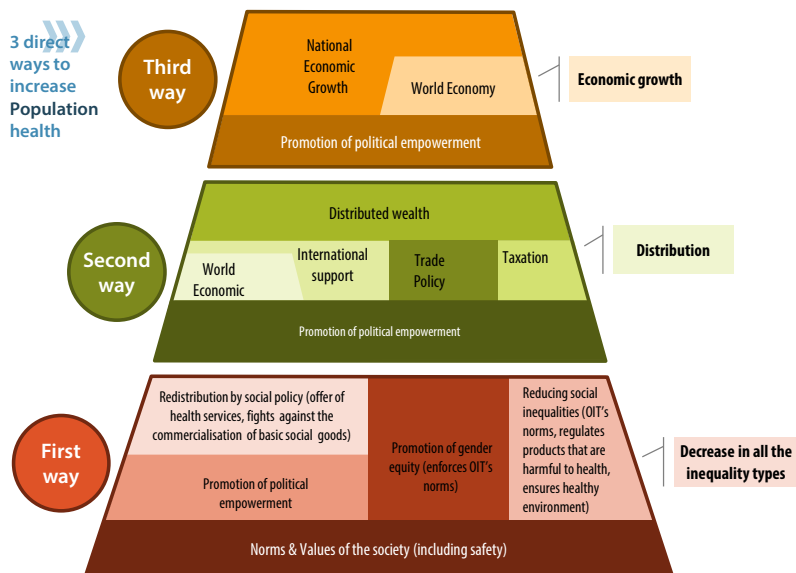 3 direct
ways to
increase
Population
health
Third
way
National
Economic
Growth
World Economy
Promotion of political empowerment
Economic growth
Second
way
Distributed wealth
World
Economic
International
support
Trade
Policy
Taxation
Promotion of political empowerment
Distribution
First
way
Redistribution by social policy (offer of
health services, fights against the
commercialisation of basic social goods)
Promotion of political
empowerment
Promotion of gender
equity (enforces OIT's
norms)
Reducing social
inequalities (OIT's
norms, regulates
products that are
harmful to health,
ensures healthy
environment)
Norms & Values of the society (including safety)
Decrease in all the
inequality types